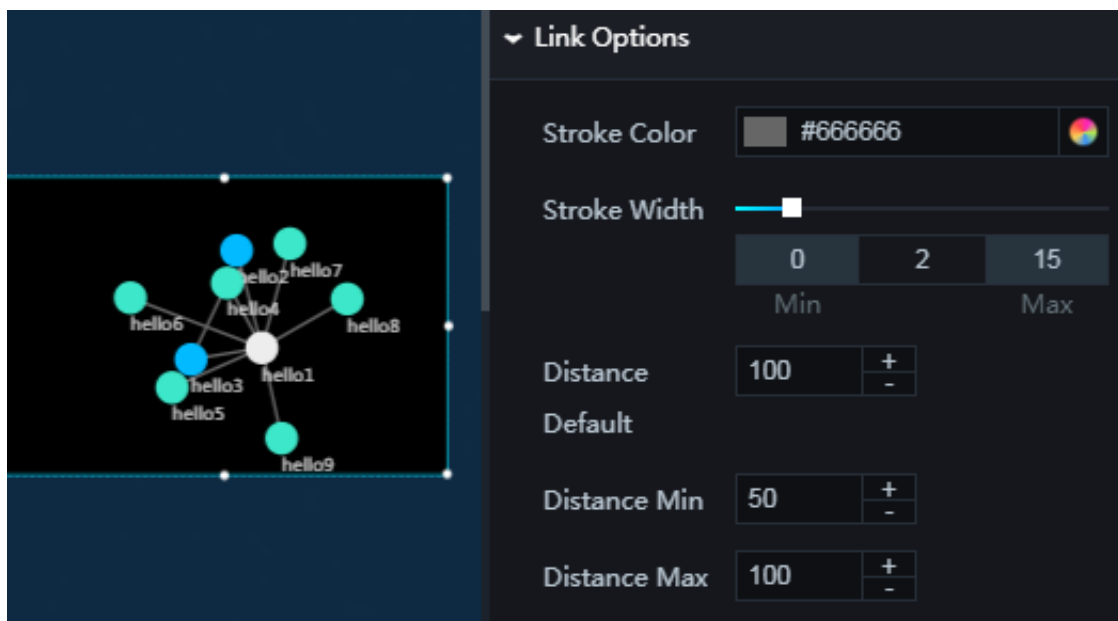 Link Options
Stroke Color #666666
Stroke Width
0 2 15
Min Max
Distance Default 100
Distance Min 50
Distance Max 100
hello2
hello7
hello4
hello6
hello8
hello1
hello3
hello5
hello9